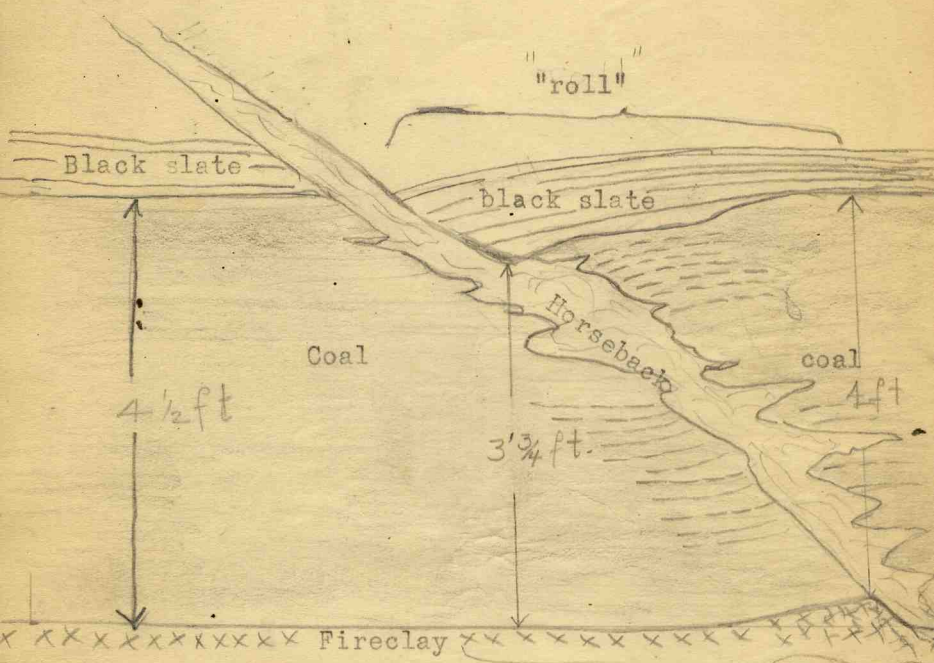 "roll"
Black slate
black slate
Horseback
Coal
coal
4 1/2 ft
4 ft
3' 3/4 ft.
Fireclay